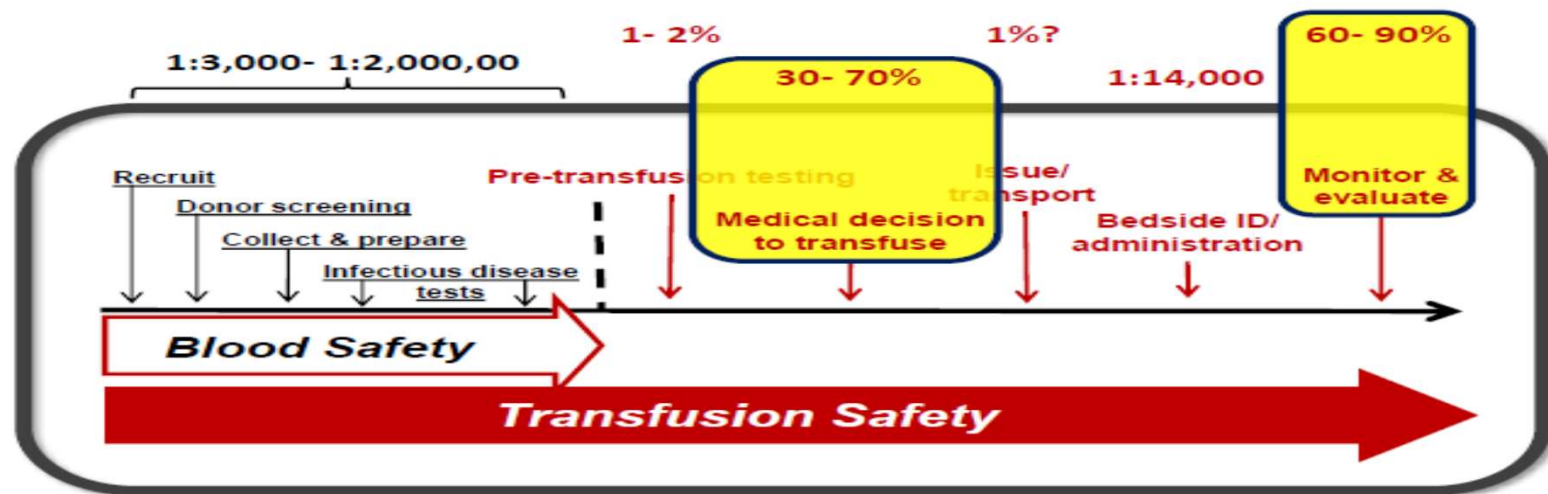 1- 2%
1%?
60- 90%
1:3,000- 1:2,000,00
30- 70%
1:14,000
Recruit
Pre-transfusion testing
Issue/
transport
Monitor &
evaluate
Donor screening
Medical decision
to transfuse
Bedside ID/
administration
Collect & prepare
Infectious disease
tests
Blood Safety
Transfusion Safety